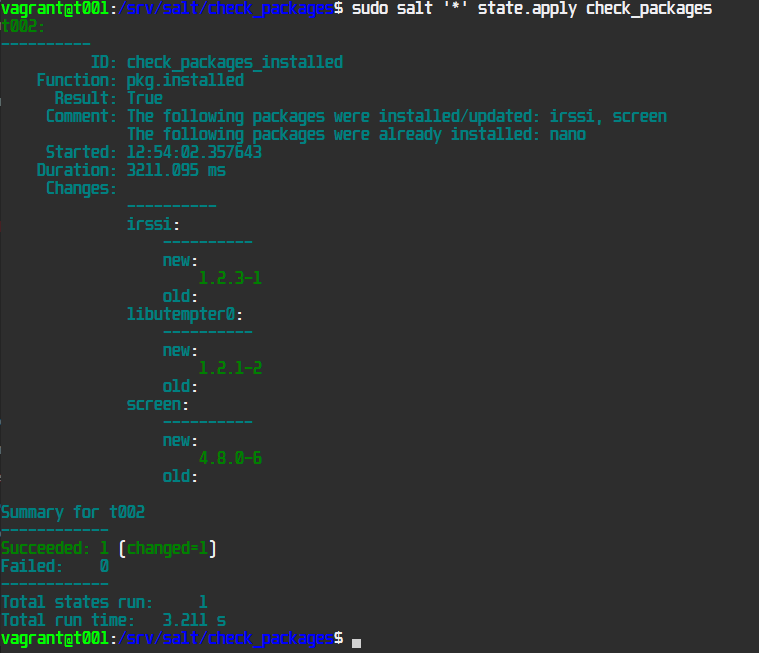 vagrant@t001:/srv/salt/check_packages$ sudo salt '*' state.apply check_packages
t002:
----------
          ID: check_packages_installed
    Function: pkg.installed
      Result: True
     Comment: The following packages were installed/updated: irssi, screen
              The following packages were already installed: nano
     Started: 12:54:02.357643
    Duration: 3211.095 ms
     Changes:
              ----------
              irssi:
                  ----------
                  new:
                      1.2.3-1
                  old:
              libutempter0:
                  ----------
                  new:
                      1.2.1-2
                  old:
              screen:
                  ----------
                  new:
                      4.8.0-6
                  old:

Summary for t002
------------
Succeeded: 1 (changed=1)
Failed:    0
------------
Total states run:     1
Total run time:   3.211 s
vagrant@t001:/srv/salt/check_packages$